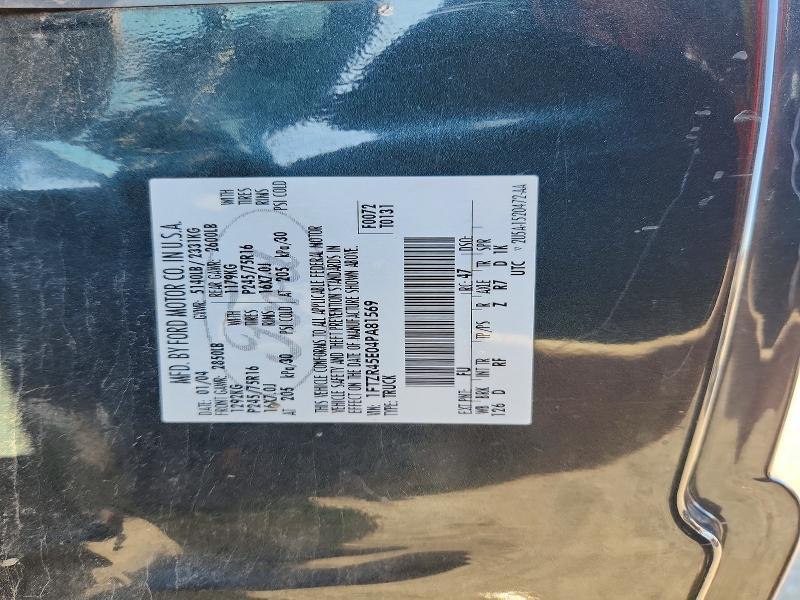 MFD. BY FORD MOTOR CO. IN U.S.A.
DATE: 01/04 GVWR: 5140LB/ 2331KG
FRONT GAWR: 2850LB REAR GAWR: 2600LB
1292KG WITH 1179KG WITH
P245/75R16 TIRES P245/75R16 TIRES
16X7.0J RINS 16X7.0J RINS
AT 205 kPa/30 PSI COLD AT 205 kPa/30 PSI COLD
THIS VEHICLE CONFORMS TO ALL APPLICABLE FEDERAL MOTOR
VEHICLE SAFETY AND THEFT PREVENTION STANDARDS IN
EFFECT ON THE DATE OF MANUFACTURE SHOWN ABOVE.
VIN: 1FTZR45E04PA81569
TYPE: TRUCK
F0072
T0131
EXT PNT: FU RC: 47 DSO:
WB BRK INT TR TP/PS R AXLE TR SPR
126 D RF Z R7 D 1K
UTC
Ford